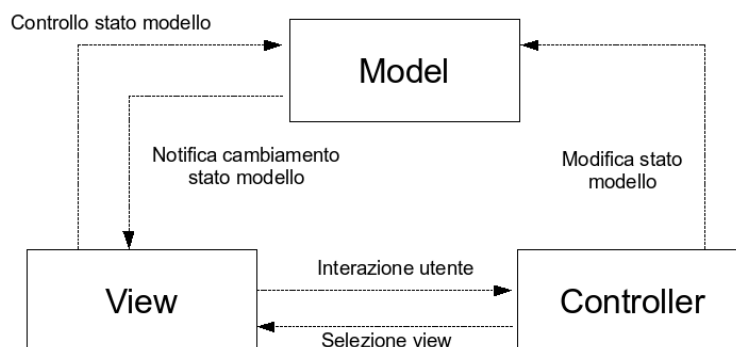 Controllo stato modello
Model
Notifica cambiamento
stato modello
Modifica stato
modello
View
Interazione utente
Controller
Selezione view